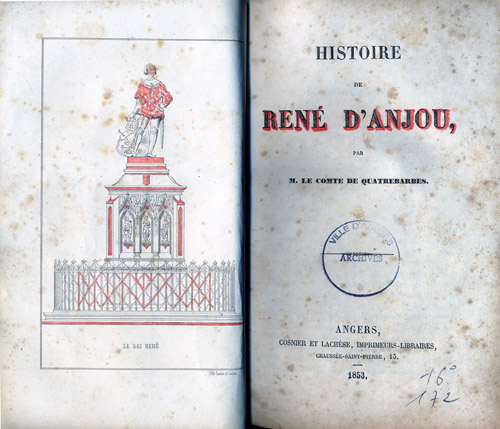 LE ROI RENÉ
HISTOIRE
DE
RENÉ D'ANJOU,
PAR
M. LE COMTE DE QUATREBARBES.
VILLE D'ANGERS
ARCHIVES
ANGERS,
COSNIER ET LACHÈSE, IMPRIMEURS-LIBRAIRES,
CHAUSSÉE-SAINT-PIERRE, 13.
1853.
16°
172